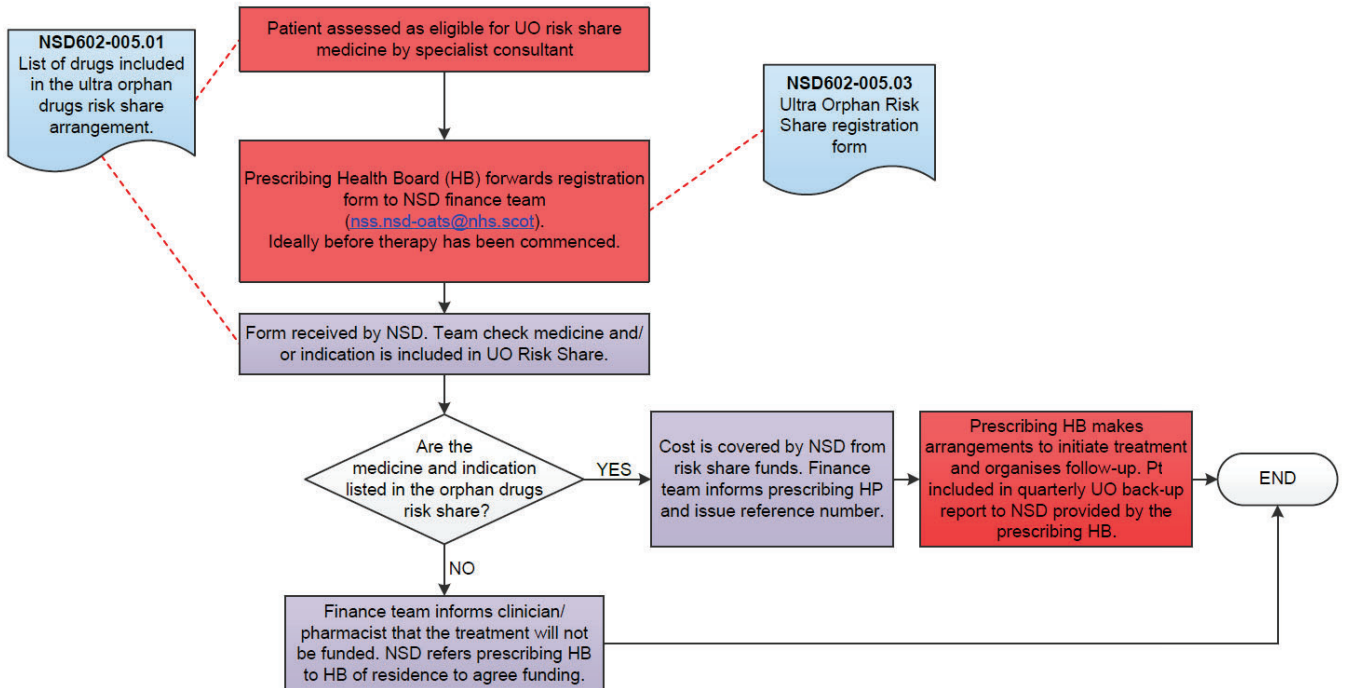 NSD602-005.01
List of drugs included
in the ultra orphan
drugs risk share
arrangement.
Patient assessed as eligible for UO risk share
medicine by specialist consultant
NSD602-005.03
Ultra Orphan Risk
Share registration
form
Prescribing Health Board (HB) forwards registration
form to NSD finance team
(nss.nsd-oats@nhs.scot).
Ideally before therapy has been commenced.
Form received by NSD. Team check medicine and/
or indication is included in UO Risk Share.
Are the
medicine and indication
listed in the orphan drugs
risk share?
YES
Cost is covered by NSD from
risk share funds. Finance
team informs prescribing HP
and issue reference number.
Prescribing HB makes
arrangements to initiate treatment
and organises follow-up. Pt
included in quarterly UO back-up
report to NSD provided by the
prescribing HB.
END
NO
Finance team informs clinician/
pharmacist that the treatment will not
be funded. NSD refers prescribing HB
to HB of residence to agree funding.